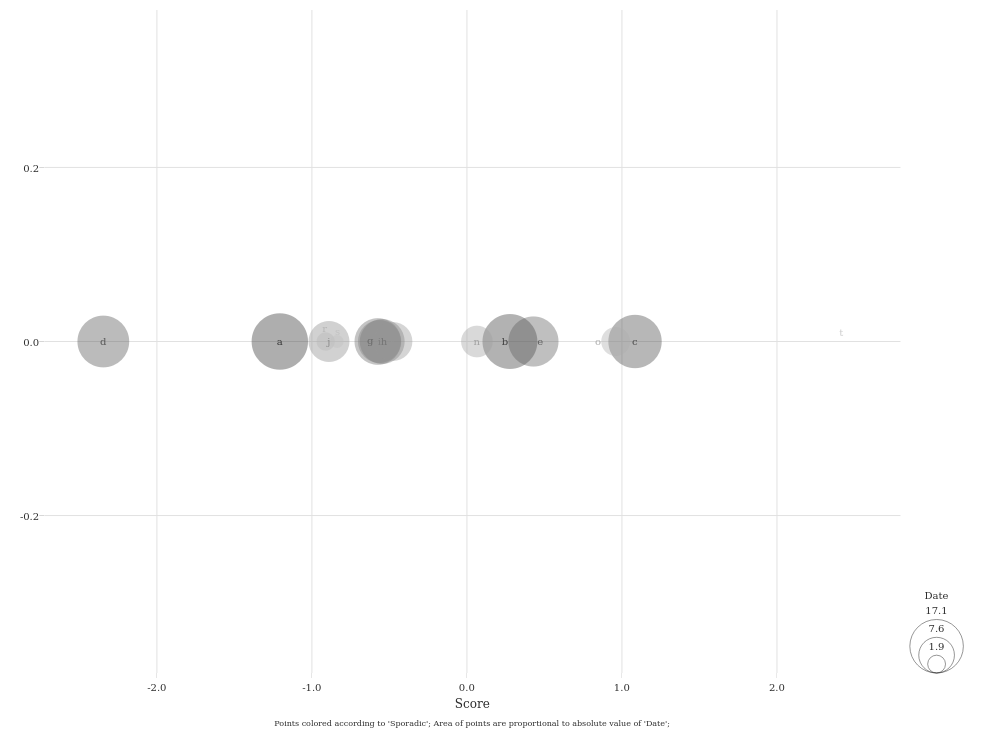 0.2
r
d
a
j
g
h
n
b
e
o
c
t
0.0
-0.2
Date
17.1
7.6
1.9
-2.0
-1.0
0.0
1.0
2.0
Score
Points colored according to 'Sporadic'; Area of points are proportional to absolute value of 'Date';